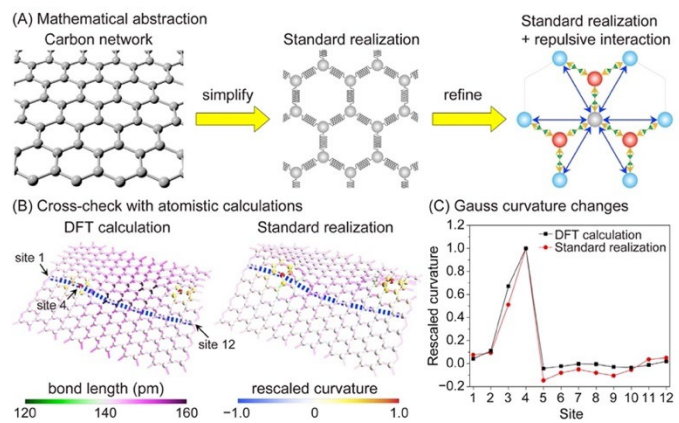 (A) Mathematical abstraction
Carbon network
Standard realization
Standard realization
+ repulsive interaction
simplify
refine
(B) Cross-check with atomistic calculations
DFT calculation
Standard realization
site 1
site 4
site 12
bond length (pm)
120
140
160
rescaled curvature
−1.0
0
1.0
(C) Gauss curvature changes
DFT calculation
Standard realization
Rescaled curvature
1.2
1.0
0.8
0.6
0.4
0.2
0.0
−0.2
1 2 3 4 5 6 7 8 9 10 11 12
Site